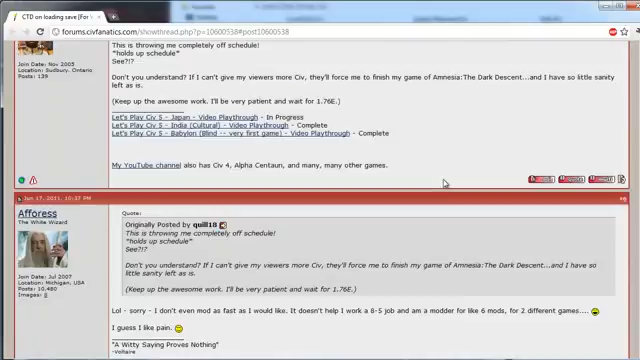 CTD on loading save [For
forums.civfanatics.com/showthread.php?p=10600538#post10600538
This is throwing me completely off schedule!
*holds up schedule*
See?!?
Join Date: Nov 2005
Location: Sudbury, Ontario
Posts: 139
Don't you understand? If I can't give my viewers more Civ, they'll force me to finish my game of Amnesia:The Dark Descent...and I have so little sanity
left as is.
(Keep up the awesome work. I'll be very patient and wait for 1.76E.)
Let's Play Civ 5 - Japan - Video Playthrough - In Progress
Let's Play Civ 5 - India (Cultural) - Video Playthrough - Complete
Let's Play Civ 5 - Babylon (Blind -- very first game) - Video Playthrough - Complete
My YouTube channel also has Civ 4, Alpha Centauri, and many, many other games.
Jun 17, 2011, 10:37 PM
Afforess
The White Wizard
Join Date: Jul 2007
Location: Michigan, USA
Posts: 10,480
Images: 8
Quote:
Originally Posted by quill18
This is throwing me completely off schedule!
*holds up schedule*
See?!?
Don't you understand? If I can't give my viewers more Civ, they'll force me to finish my game of Amnesia:The Dark Descent...and I have so
little sanity left as is.
(Keep up the awesome work. I'll be very patient and wait for 1.76E.)
Lol - sorry - I don't even mod as fast as I would like. It doesn't help I work a 8-5 job and am a modder for like 6 mods, for 2 different games....
I guess I like pain.
"A Witty Saying Proves Nothing"
-Voltaire